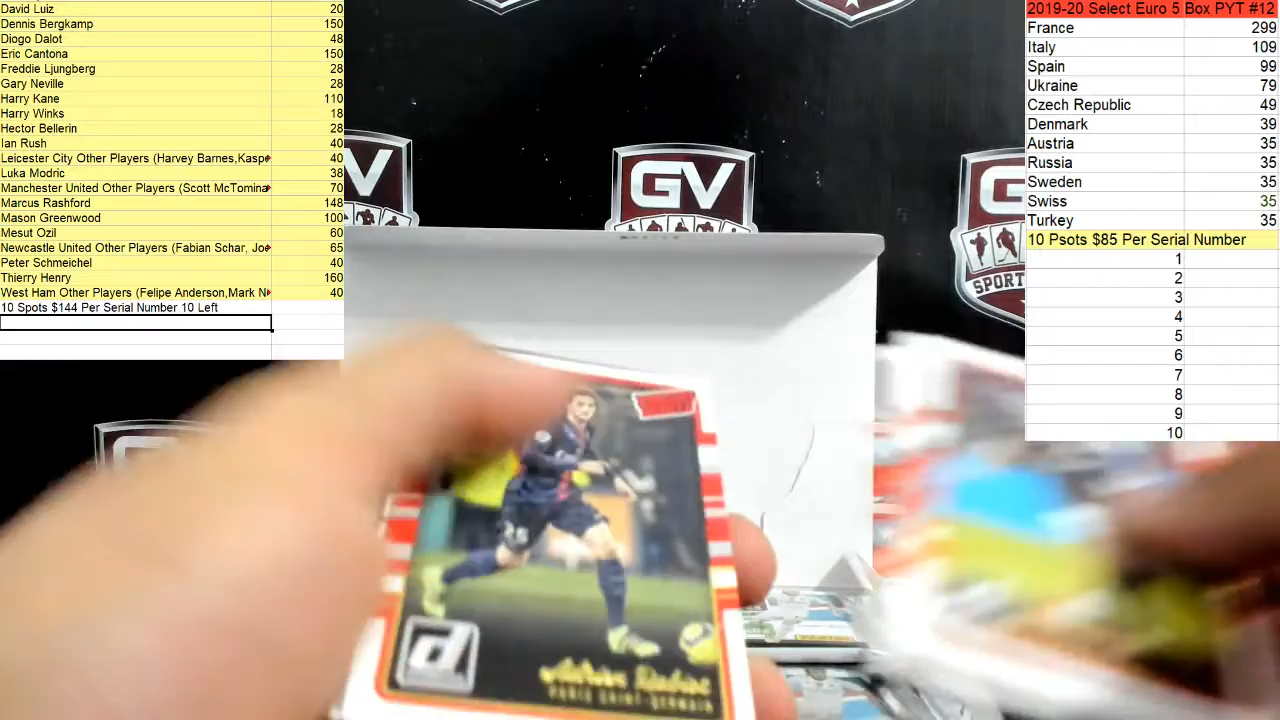 David Luiz 20
Dennis Bergkamp 150
Diogo Dalot 48
Eric Cantona 150
Freddie Ljungberg 28
Gary Neville 28
Harry Kane 110
Harry Winks 18
Hector Bellerin 28
Ian Rush 40
Leicester City Other Players (Harvey Barnes,Kaspe 40
Luka Modric 38
Manchester United Other Players (Scott McTomina 70
Marcus Rashford 148
Mason Greenwood 100
Mesut Ozil 60
Newcastle United Other Players (Fabian Schar, Joe 65
Peter Schmeichel 40
Thierry Henry 160
West Ham Other Players (Felipe Anderson,Mark N 40
10 Spots $144 Per Serial Number 10 Left
2019-20 Select Euro 5 Box PYT #12
France 299
Italy 109
Spain 99
Ukraine 79
Czech Republic 49
Denmark 39
Austria 35
Russia 35
Sweden 35
Swiss 35
Turkey 35
10 Psots $85 Per Serial Number
1
2
3
4
5
6
7
8
9
10
V
GV
SPORT
d
PARIS SAINT-GERMAIN